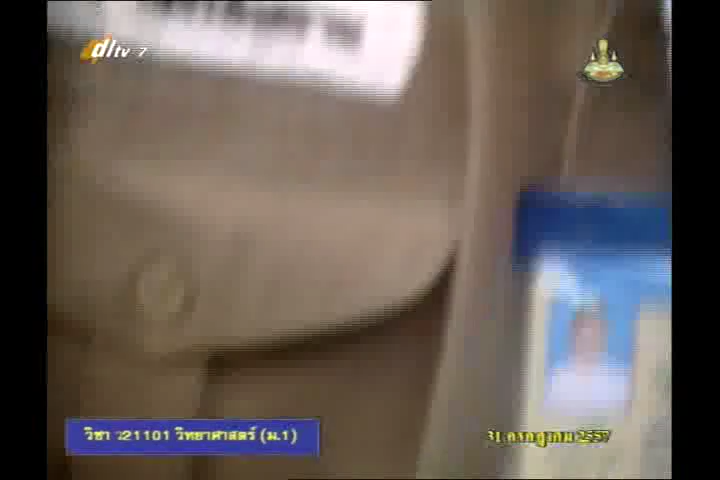 dltv 7
วิชา ว21101 วิทยาศาสตร์ (ม.1)
31 กรกฎาคม 2557